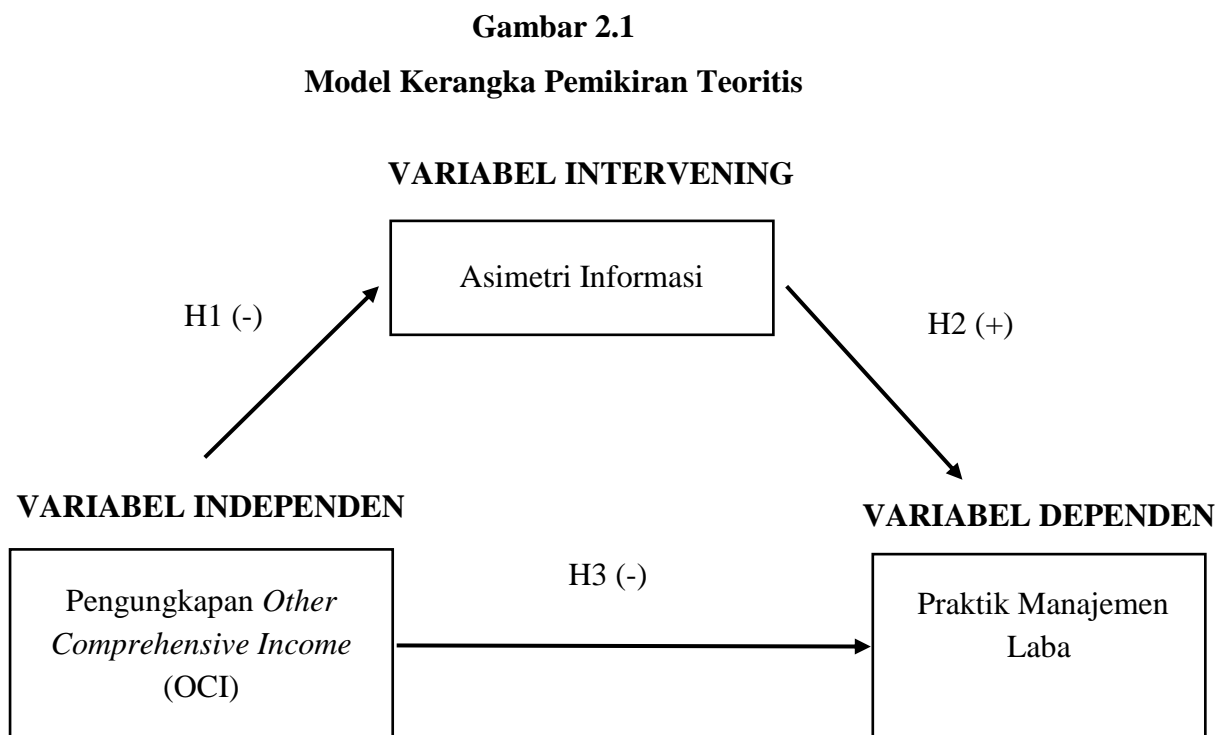 Gambar 2.1
Model Kerangka Pemikiran Teoritis
VARIABEL INTERVENING
Asimetri Informasi
H1 (-)
H2 (+)
VARIABEL INDEPENDEN
VARIABEL DEPENDEN
Pengungkapan Other
Comprehensive Income
(OCI)
H3 (-)
Praktik Manajemen
Laba